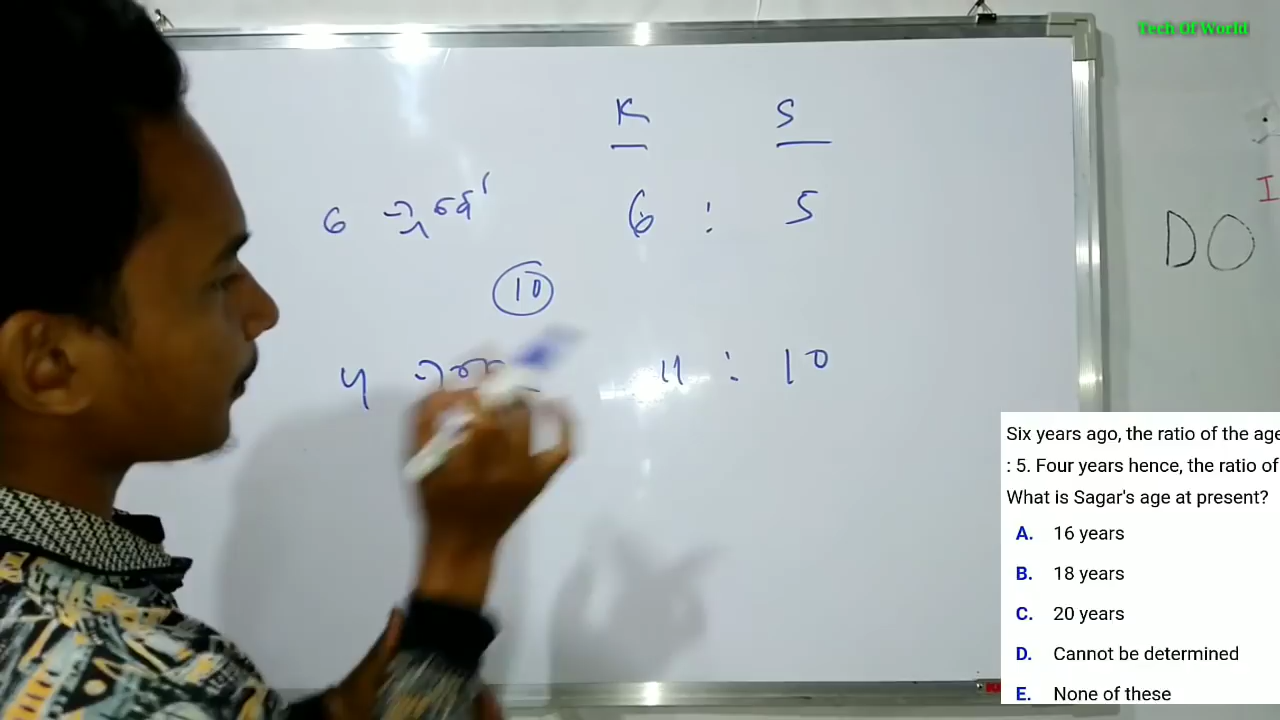 Tech Of World
K S
6 6 : 5
10
4 11 : 10
DO
I
Six years ago, the ratio of the age
: 5. Four years hence, the ratio of
What is Sagar's age at present?
A. 16 years
B. 18 years
C. 20 years
D. Cannot be determined
E. None of these